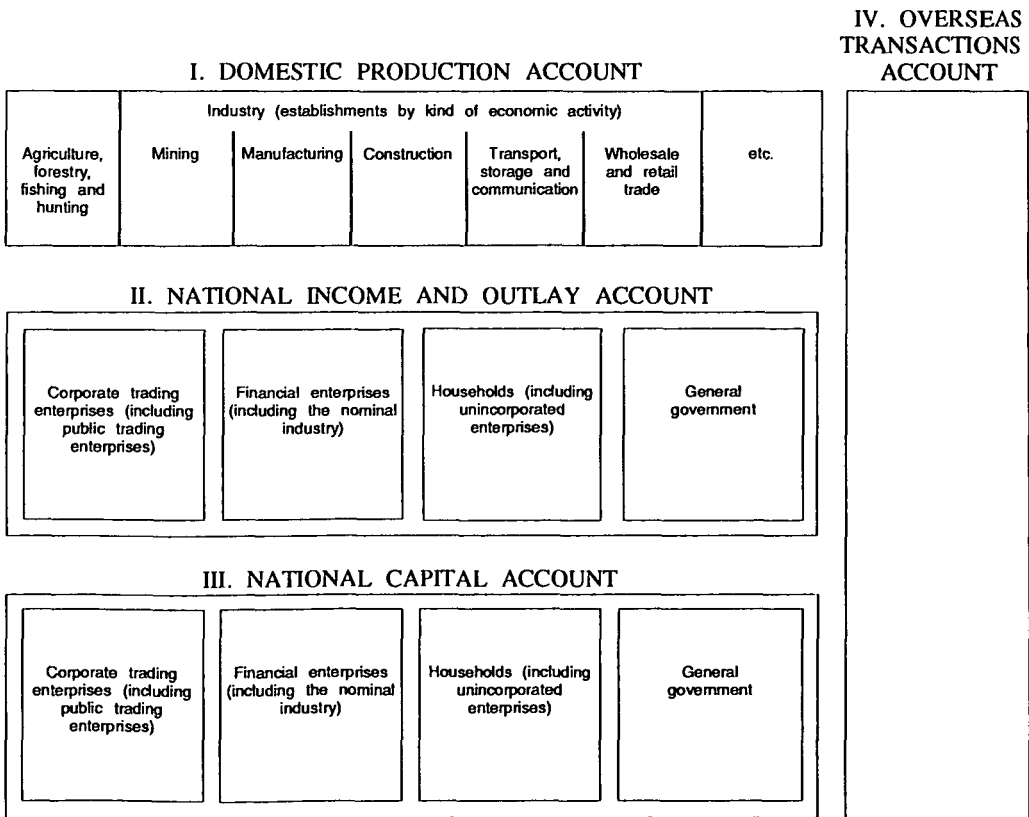 IV. OVERSEAS
TRANSACTIONS
ACCOUNT
I. DOMESTIC PRODUCTION ACCOUNT
Industry (establishments by kind of economic activity)
Agriculture,
forestry,
fishing and
hunting
Mining
Manufacturing
Construction
Transport,
storage and
communication
Wholesale
and retail
trade
etc.
II. NATIONAL INCOME AND OUTLAY ACCOUNT
Corporate trading
enterprises (including
public trading
enterprises)
Financial enterprises
(including the nominal
industry)
Households (including
unincorporated
enterprises)
General
government
III. NATIONAL CAPITAL ACCOUNT
Corporate trading
enterprises (including
public trading
enterprises)
Financial enterprises
(including the nominal
industry)
Households (including
unincorporated
enterprises)
General
government